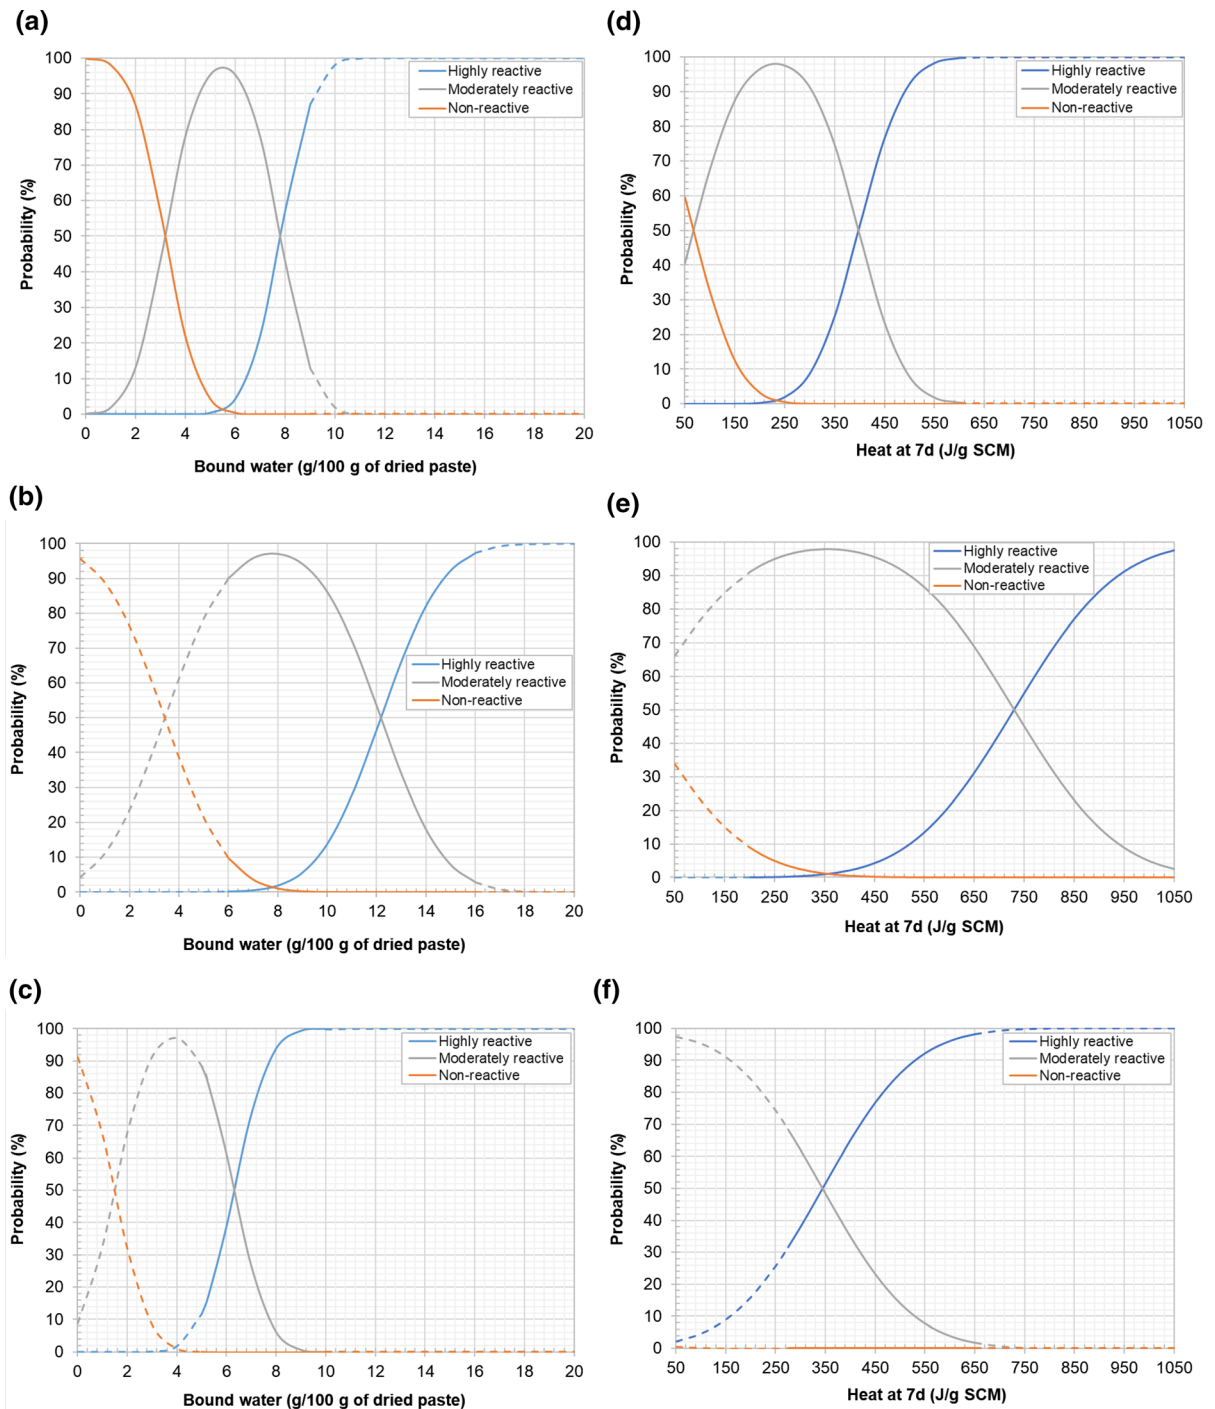 (a)
100
90
80
70
60
50
40
30
20
10
0
Probability (%)
Highly reactive
Moderately reactive
Non-reactive
0 2 4 6 8 10 12 14 16 18 20
Bound water (g/100 g of dried paste)
(d)
100
90
80
70
60
50
40
30
20
10
0
Probability (%)
Highly reactive
Moderately reactive
Non-reactive
50 150 250 350 450 550 650 750 850 950 1050
Heat at 7d (J/g SCM)
(b)
100
90
80
70
60
50
40
30
20
10
0
Probability (%)
Highly reactive
Moderately reactive
Non-reactive
0 2 4 6 8 10 12 14 16 18 20
Bound water (g/100 g of dried paste)
(e)
100
90
80
70
60
50
40
30
20
10
0
Probability (%)
Highly reactive
Moderately reactive
Non-reactive
50 150 250 350 450 550 650 750 850 950 1050
Heat at 7d (J/g SCM)
(c)
100
90
80
70
60
50
40
30
20
10
0
Probability (%)
Highly reactive
Moderately reactive
Non-reactive
0 2 4 6 8 10 12 14 16 18 20
Bound water (g/100 g of dried paste)
(f)
100
90
80
70
60
50
40
30
20
10
0
Probability (%)
Highly reactive
Moderately reactive
Non-reactive
50 150 250 350 450 550 650 750 850 950 1050
Heat at 7d (J/g SCM)